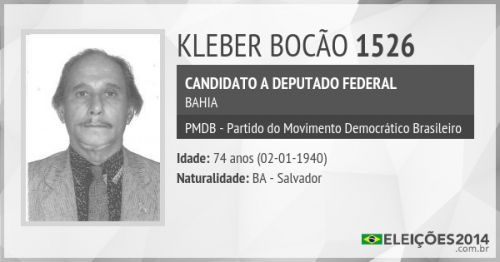 KLEBER BOCÃO 1526
CANDIDATO A DEPUTADO FEDERAL
BAHIA
PMDB - Partido do Movimento Democrático Brasileiro
Idade: 74 anos (02-01-1940)
Naturalidade: BA - Salvador
ELEIÇÕES2014
.com.br